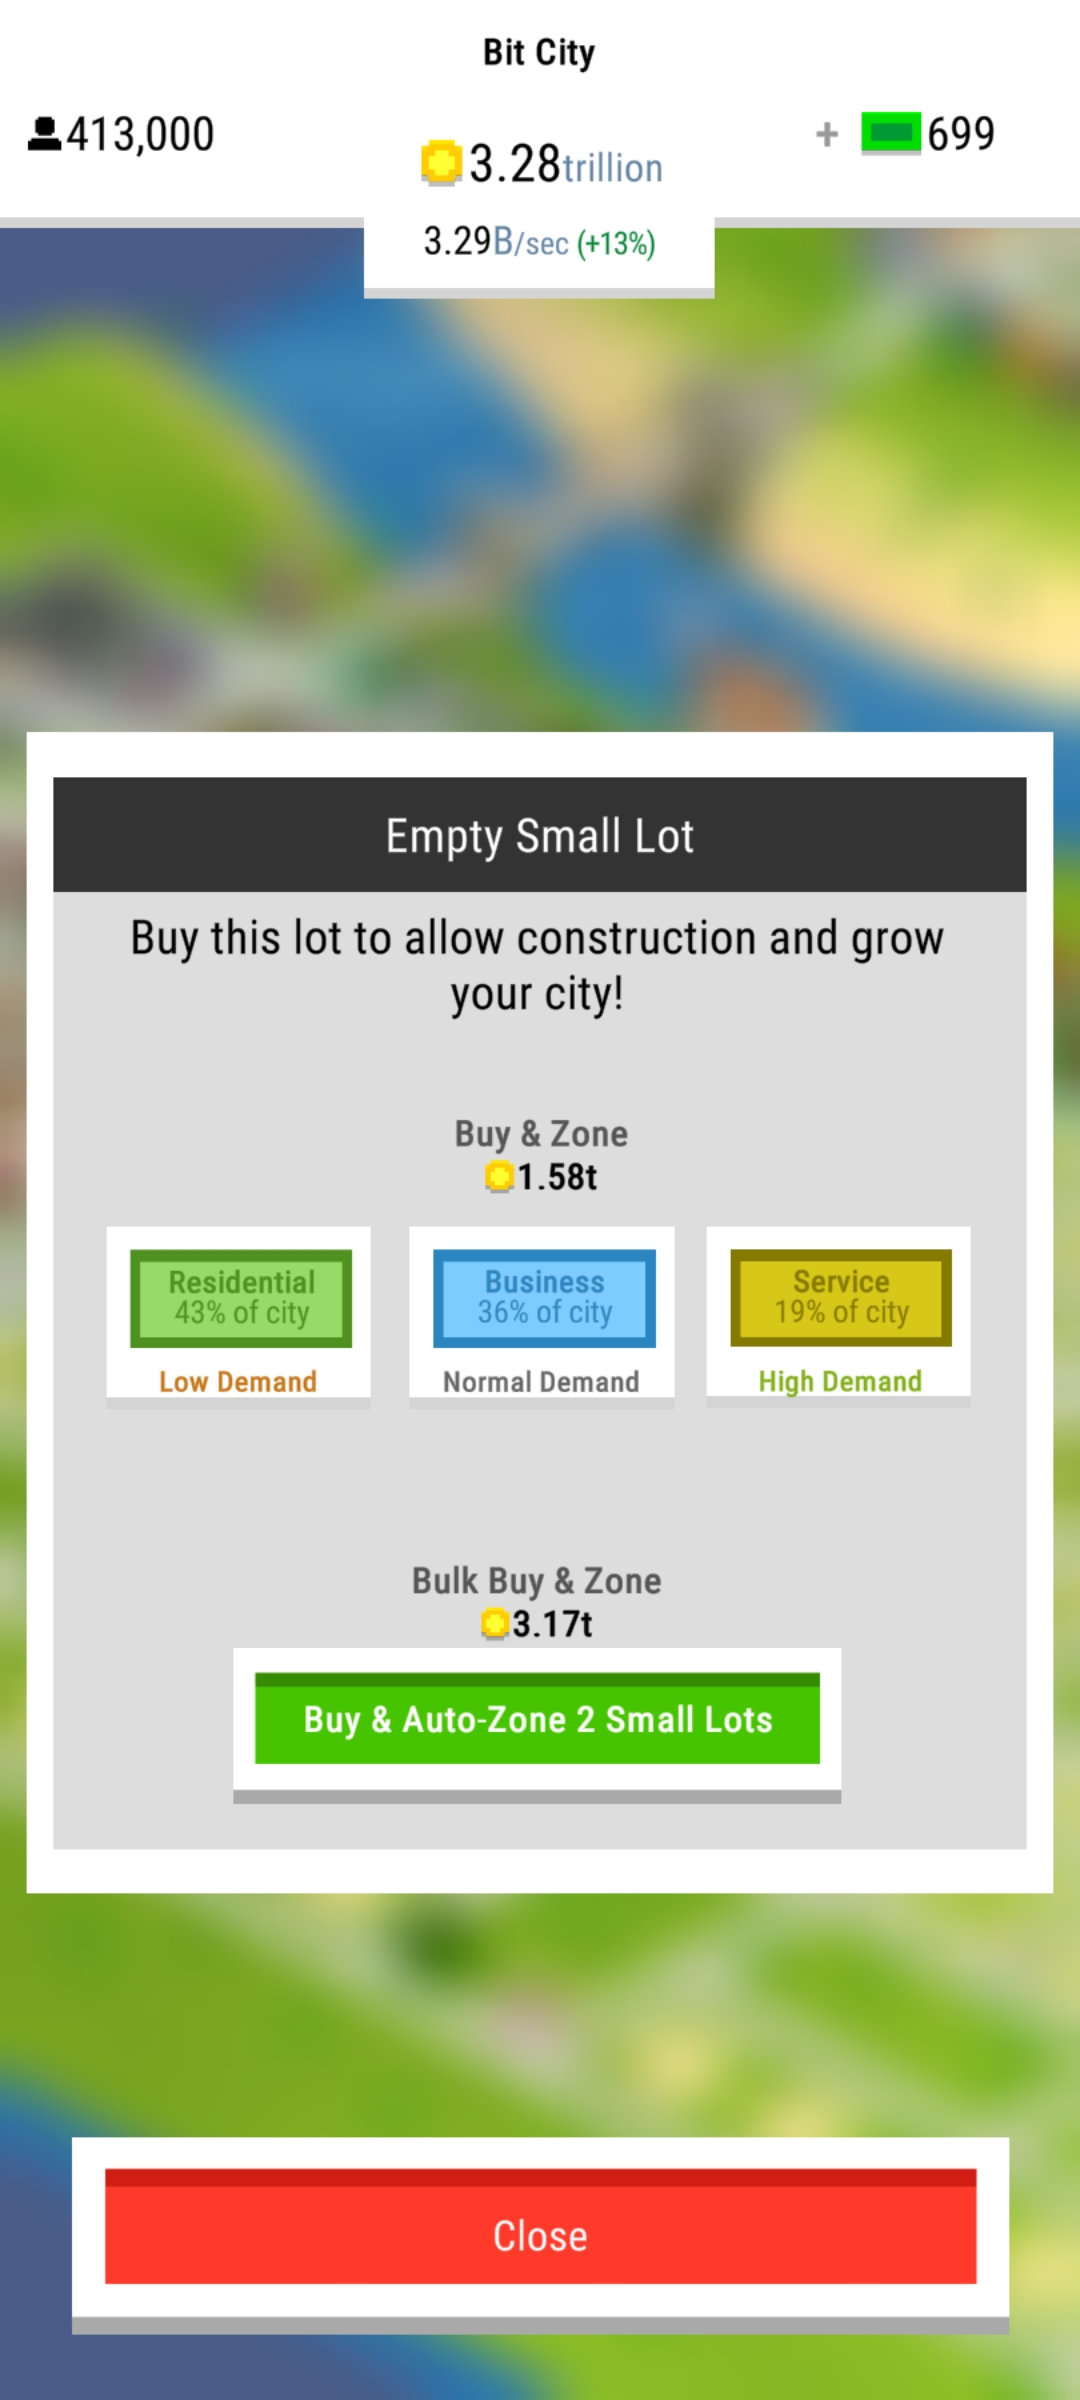 Bit City
413,000
3.28trillion
+ 699
3.29B/sec (+13%)
Empty Small Lot
Buy this lot to allow construction and grow
your city!
Buy & Zone
1.58t
Residential
43% of city
Low Demand
Business
36% of city
Normal Demand
Service
19% of city
High Demand
Bulk Buy & Zone
3.17t
Buy & Auto-Zone 2 Small Lots
Close